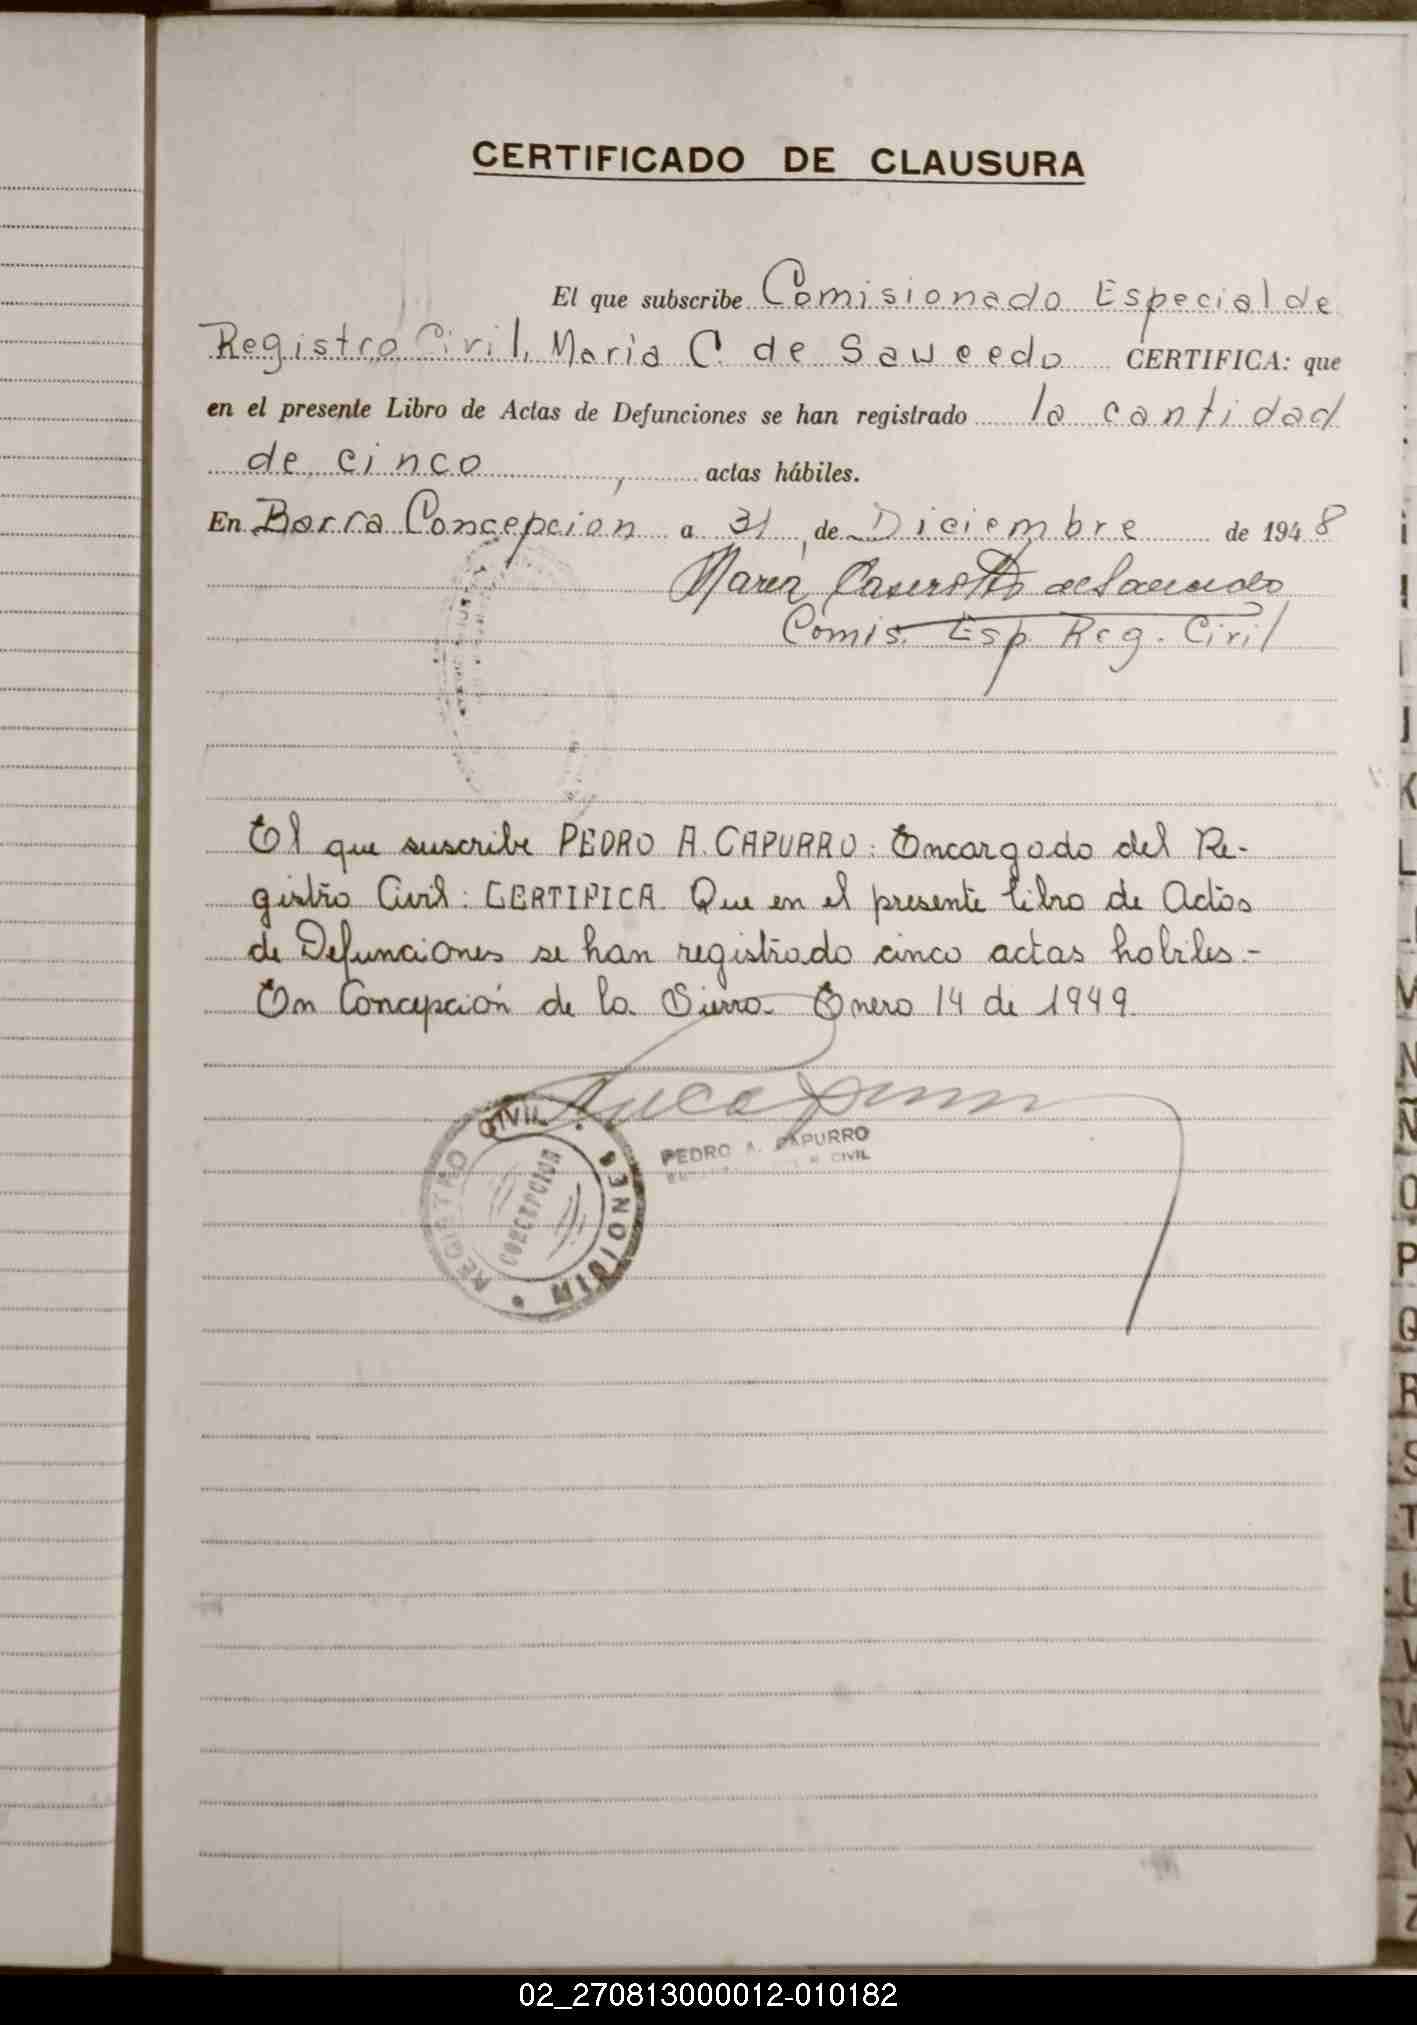 CERTIFICADO DE CLAUSURA
El que subscribe Comisionado Especial de
Registro Civil, Maria C. de Saucedo CERTIFICA: que
en el presente Libro de Actas de Defunciones se han registrado la cantidad
de cinco actas hábiles.
En Barra Concepcion a 31 de Diciembre de 1948
Maria de Saucedo
Comis. Esp. Reg. Civil
El que suscribe PEDRO A. CAPURRO: Encargado del Re-
gistro Civil: CERTIFICA. Que en el presente libro de Actas
de Defunciones se han registrado cinco actas habiles.-
En Concepción de la Sierra. Enero 14 de 1949.
REGISTRO CIVIL
MISIONES
CONCEPCION
PEDRO A. CAPURRO
CIVIL
K
L
M
N
Ñ
O
P
Q
R
S
T
U
V
X
Y
Z
02_270813000012-010182